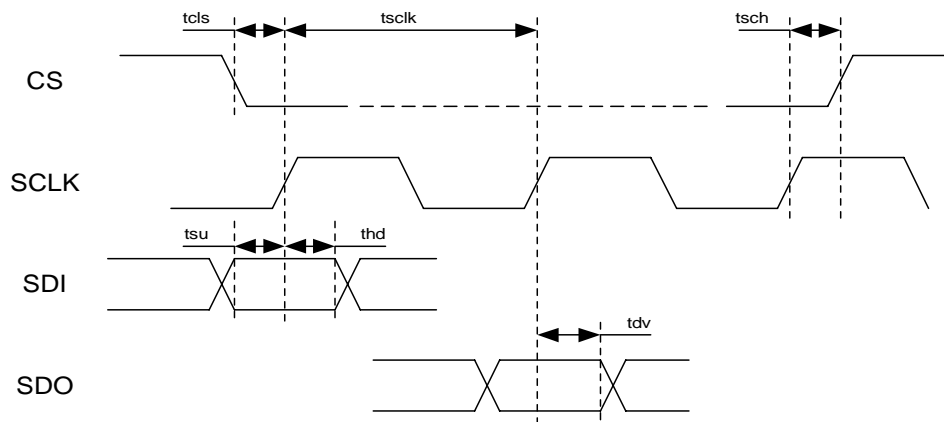 tcls tsclk tsch
CS
SCLK
tsu thd
SDI
tdv
SDO